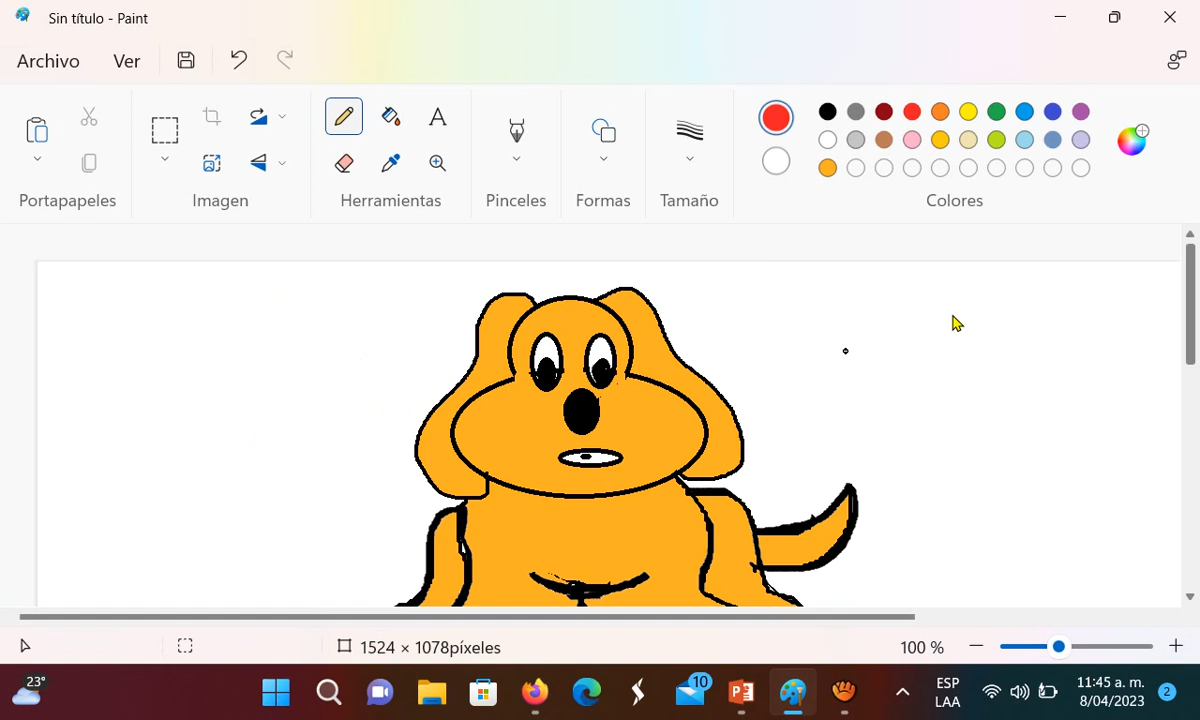 Sin título - Paint
Archivo Ver
Portapapeles Imagen Herramientas Pinceles Formas Tamaño Colores
1524 × 1078píxeles 100 %
23° 10 ESP 11:45 a. m.
LAA 8/04/2023 2